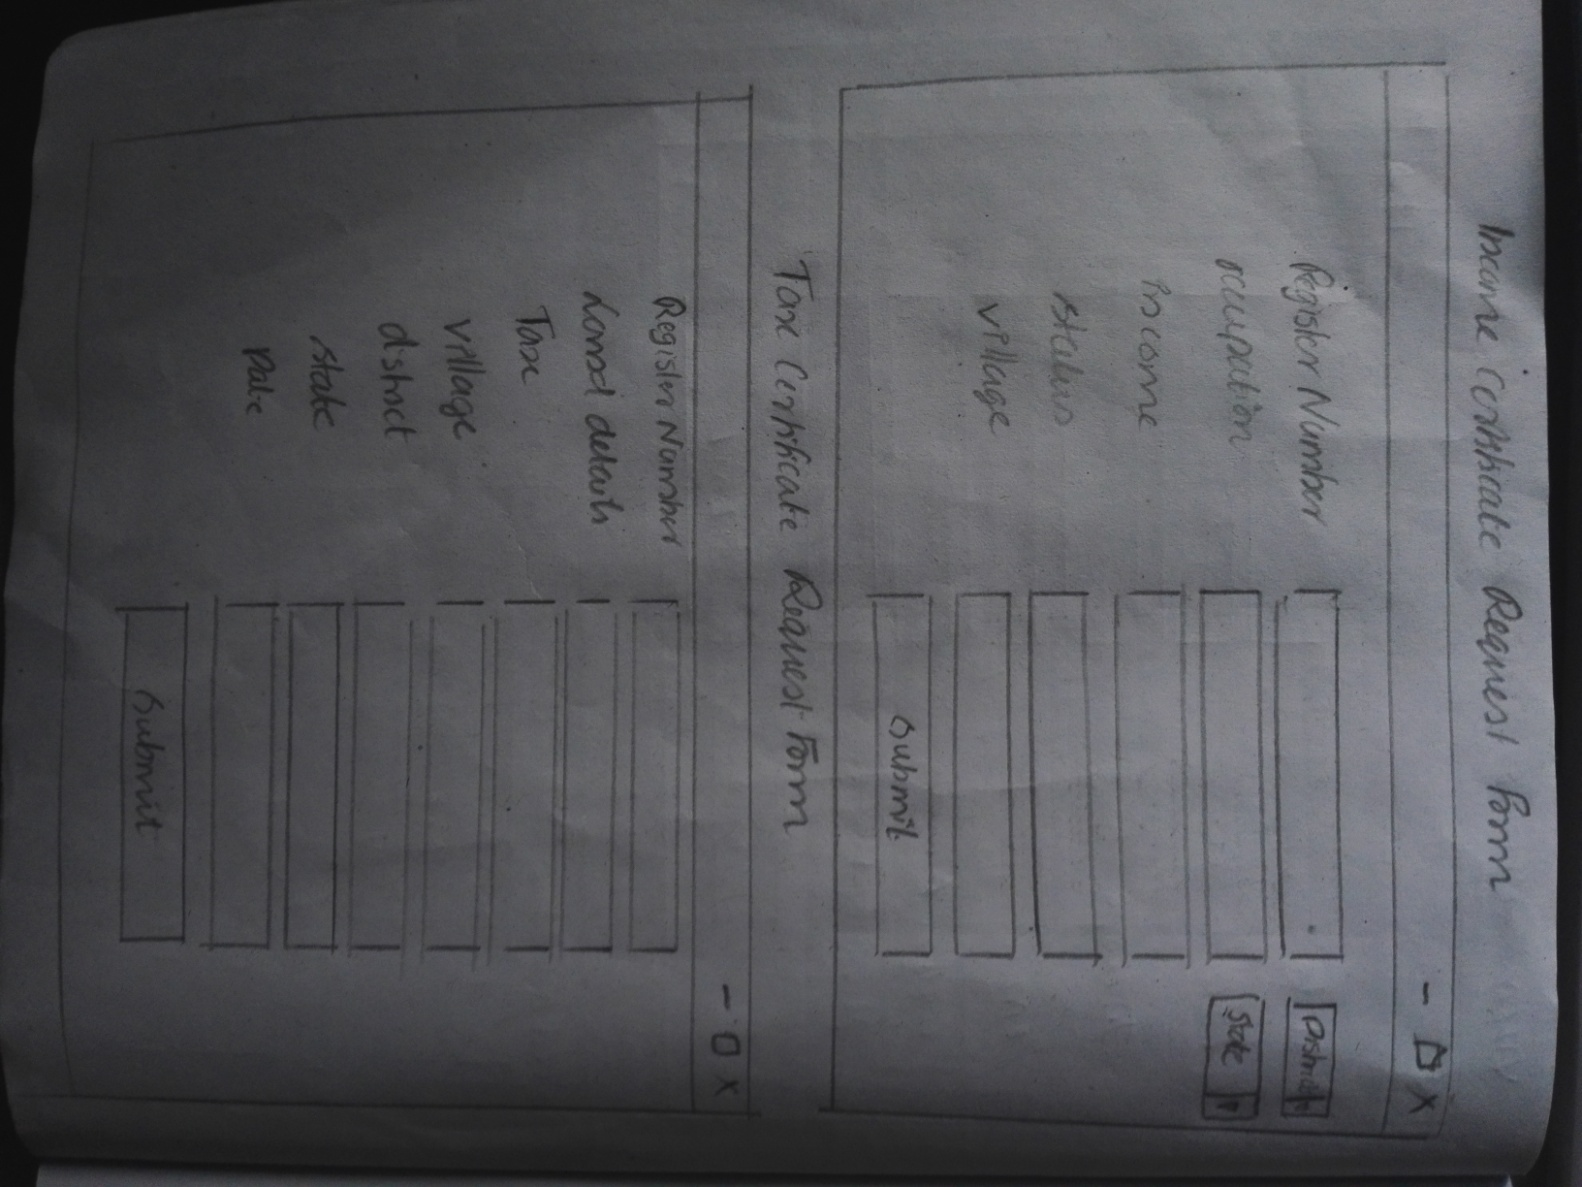 Income Certificate Request Form
- □ X
Register Number
District
occupation
State
Income
status
village
Submit
Tax Certificate Request Form
- □ X
Register Number
Land details
Tax
village
district
state
Date
Submit